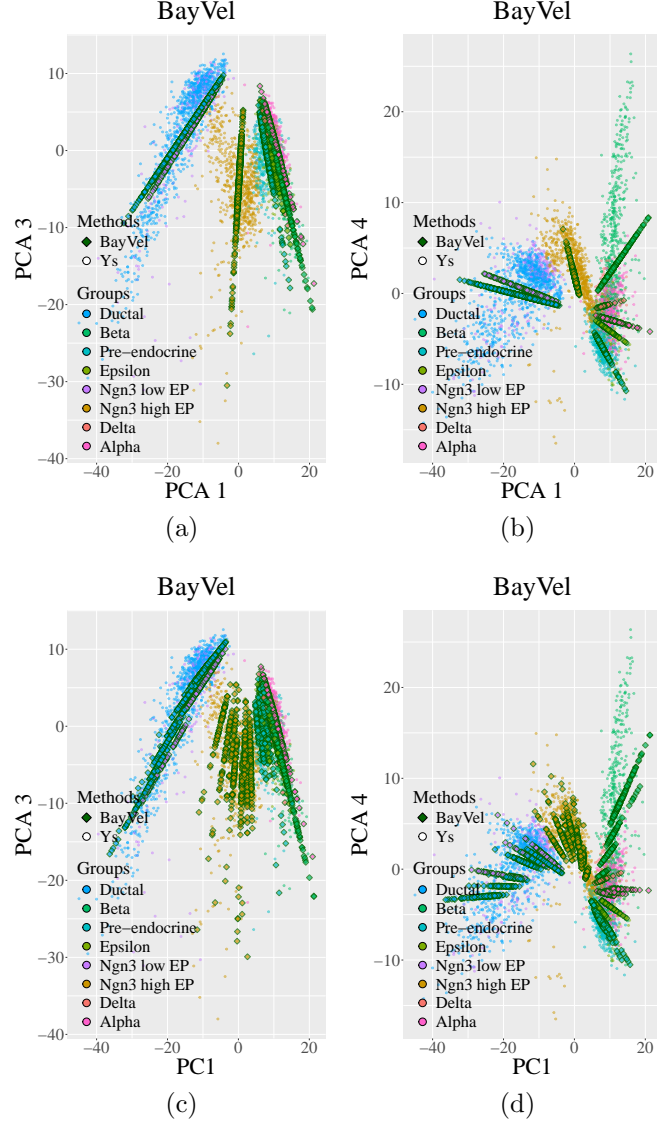 BayVel
BayVel
10
0
−10
−20
−30
−40
PCA 3
Methods
BayVel
Ys
Groups
Ductal
Beta
Pre−endocrine
Epsilon
Ngn3 low EP
Ngn3 high EP
Delta
Alpha
−40
−20
0
20
PCA 1
(a)
20
10
0
−10
PCA 4
Methods
BayVel
Ys
Groups
Ductal
Beta
Pre−endocrine
Epsilon
Ngn3 low EP
Ngn3 high EP
Delta
Alpha
−40
−20
0
20
PCA 1
(b)
BayVel
BayVel
10
0
−10
−20
−30
−40
PCA 3
Methods
BayVel
Ys
Groups
Ductal
Beta
Pre−endocrine
Epsilon
Ngn3 low EP
Ngn3 high EP
Delta
Alpha
−40
−20
0
20
PC1
(c)
20
10
0
−10
PCA 4
Methods
BayVel
Ys
Groups
Ductal
Beta
Pre−endocrine
Epsilon
Ngn3 low EP
Ngn3 high EP
Delta
Alpha
−40
−20
0
20
PC1
(d)